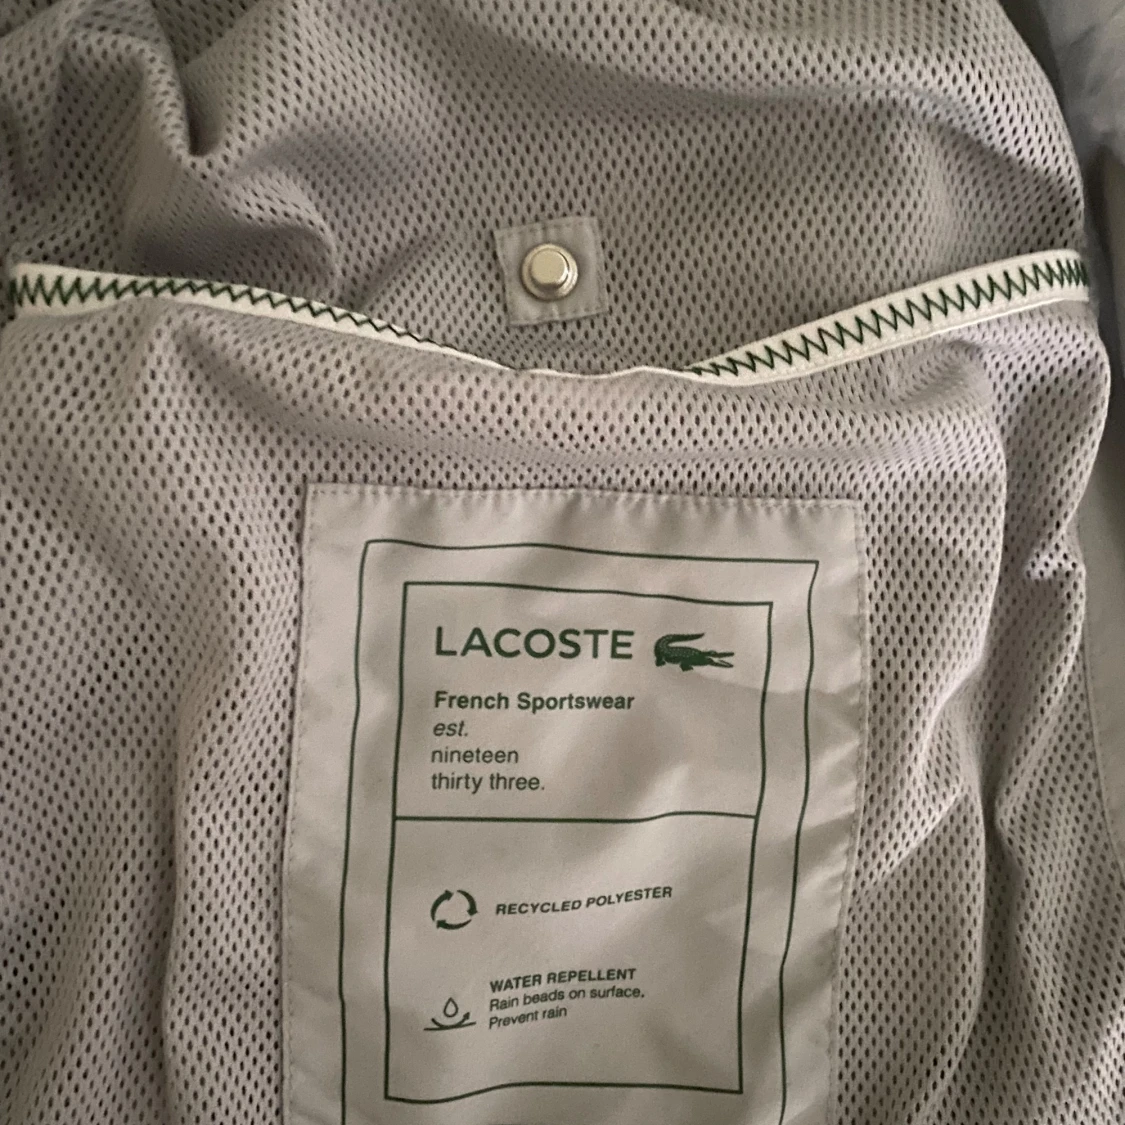 LACOSTE
French Sportswear
est.
nineteen
thirty three.
RECYCLED POLYESTER
WATER REPELLENT
Rain beads on surface.
Prevent rain